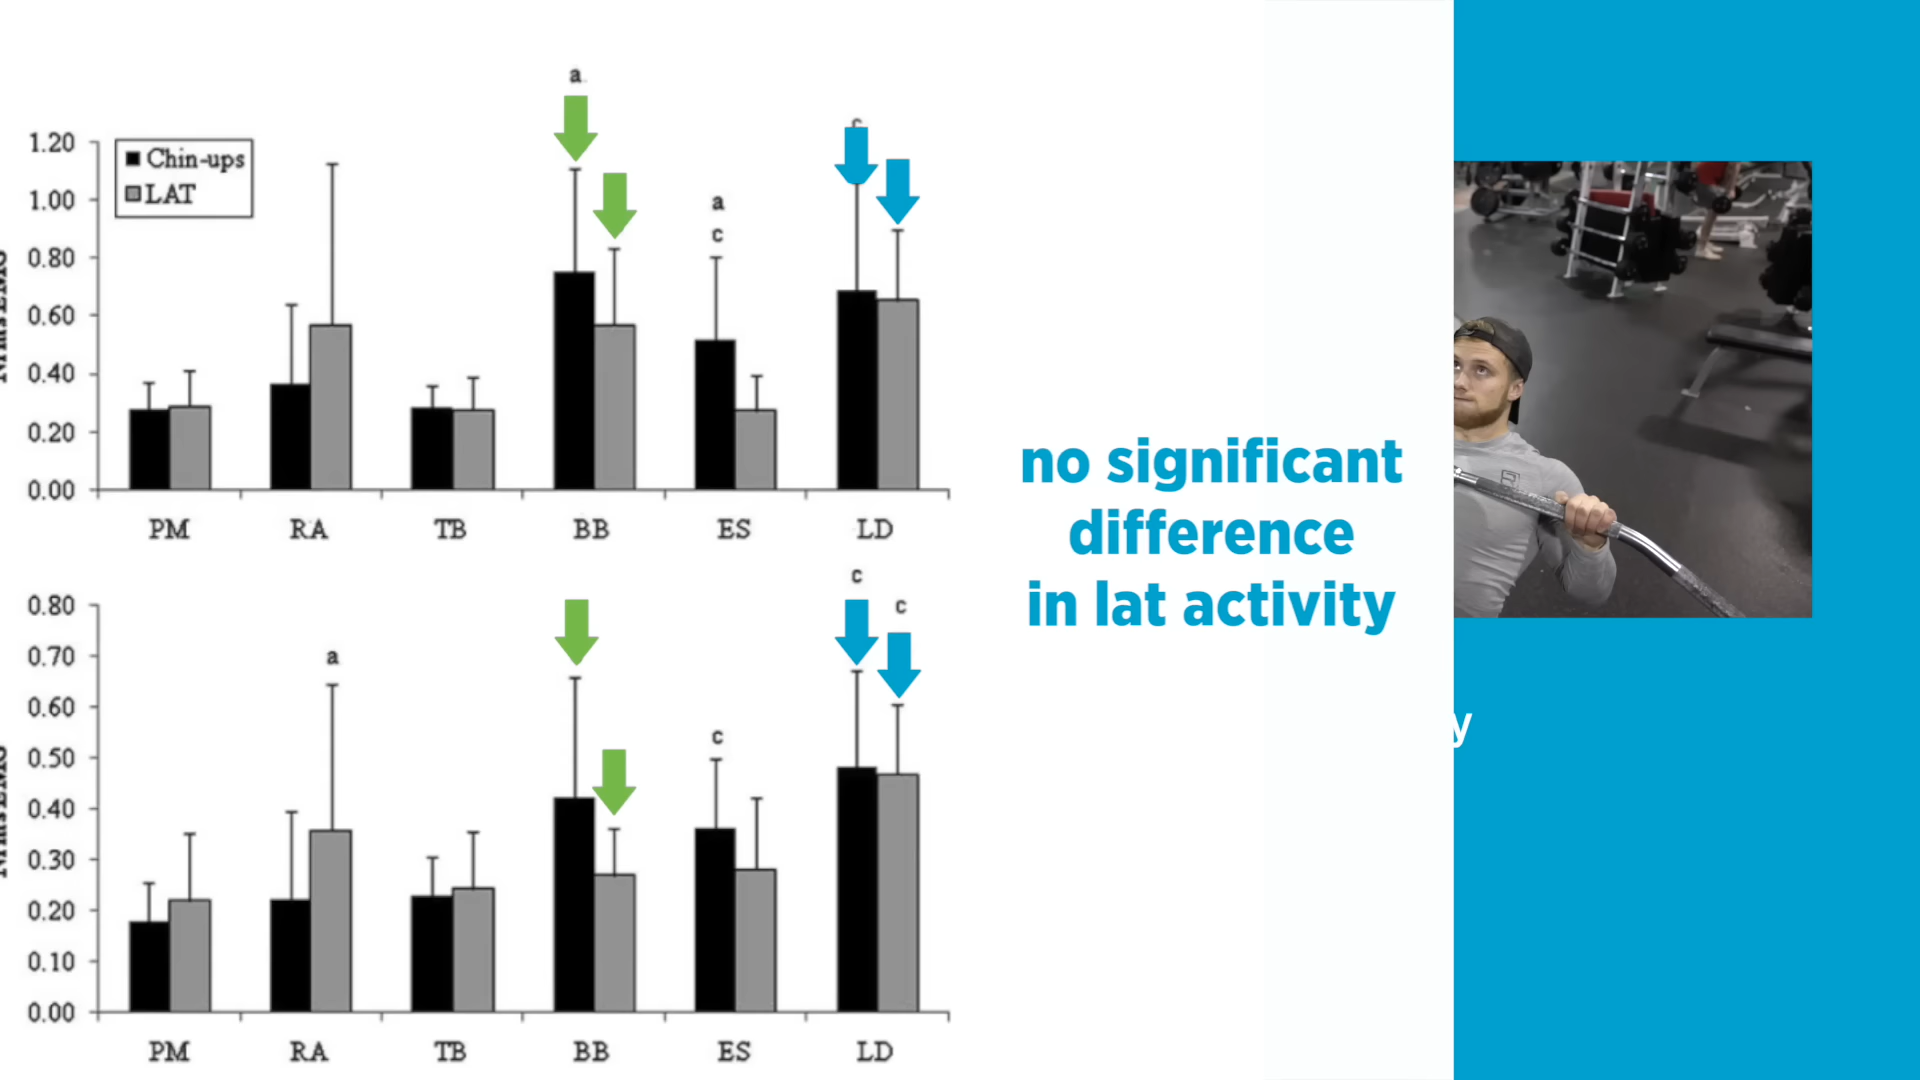 a
c
1.20
Chin-ups
LAT
1.00
a
c
0.80
0.60
0.40
0.20
0.00
PM RA TB BB ES LD
no significant
difference
in lat activity
c
c
0.80
0.70
a
0.60
0.50
c
0.40
0.30
0.20
0.10
0.00
PM RA TB BB ES LD
y